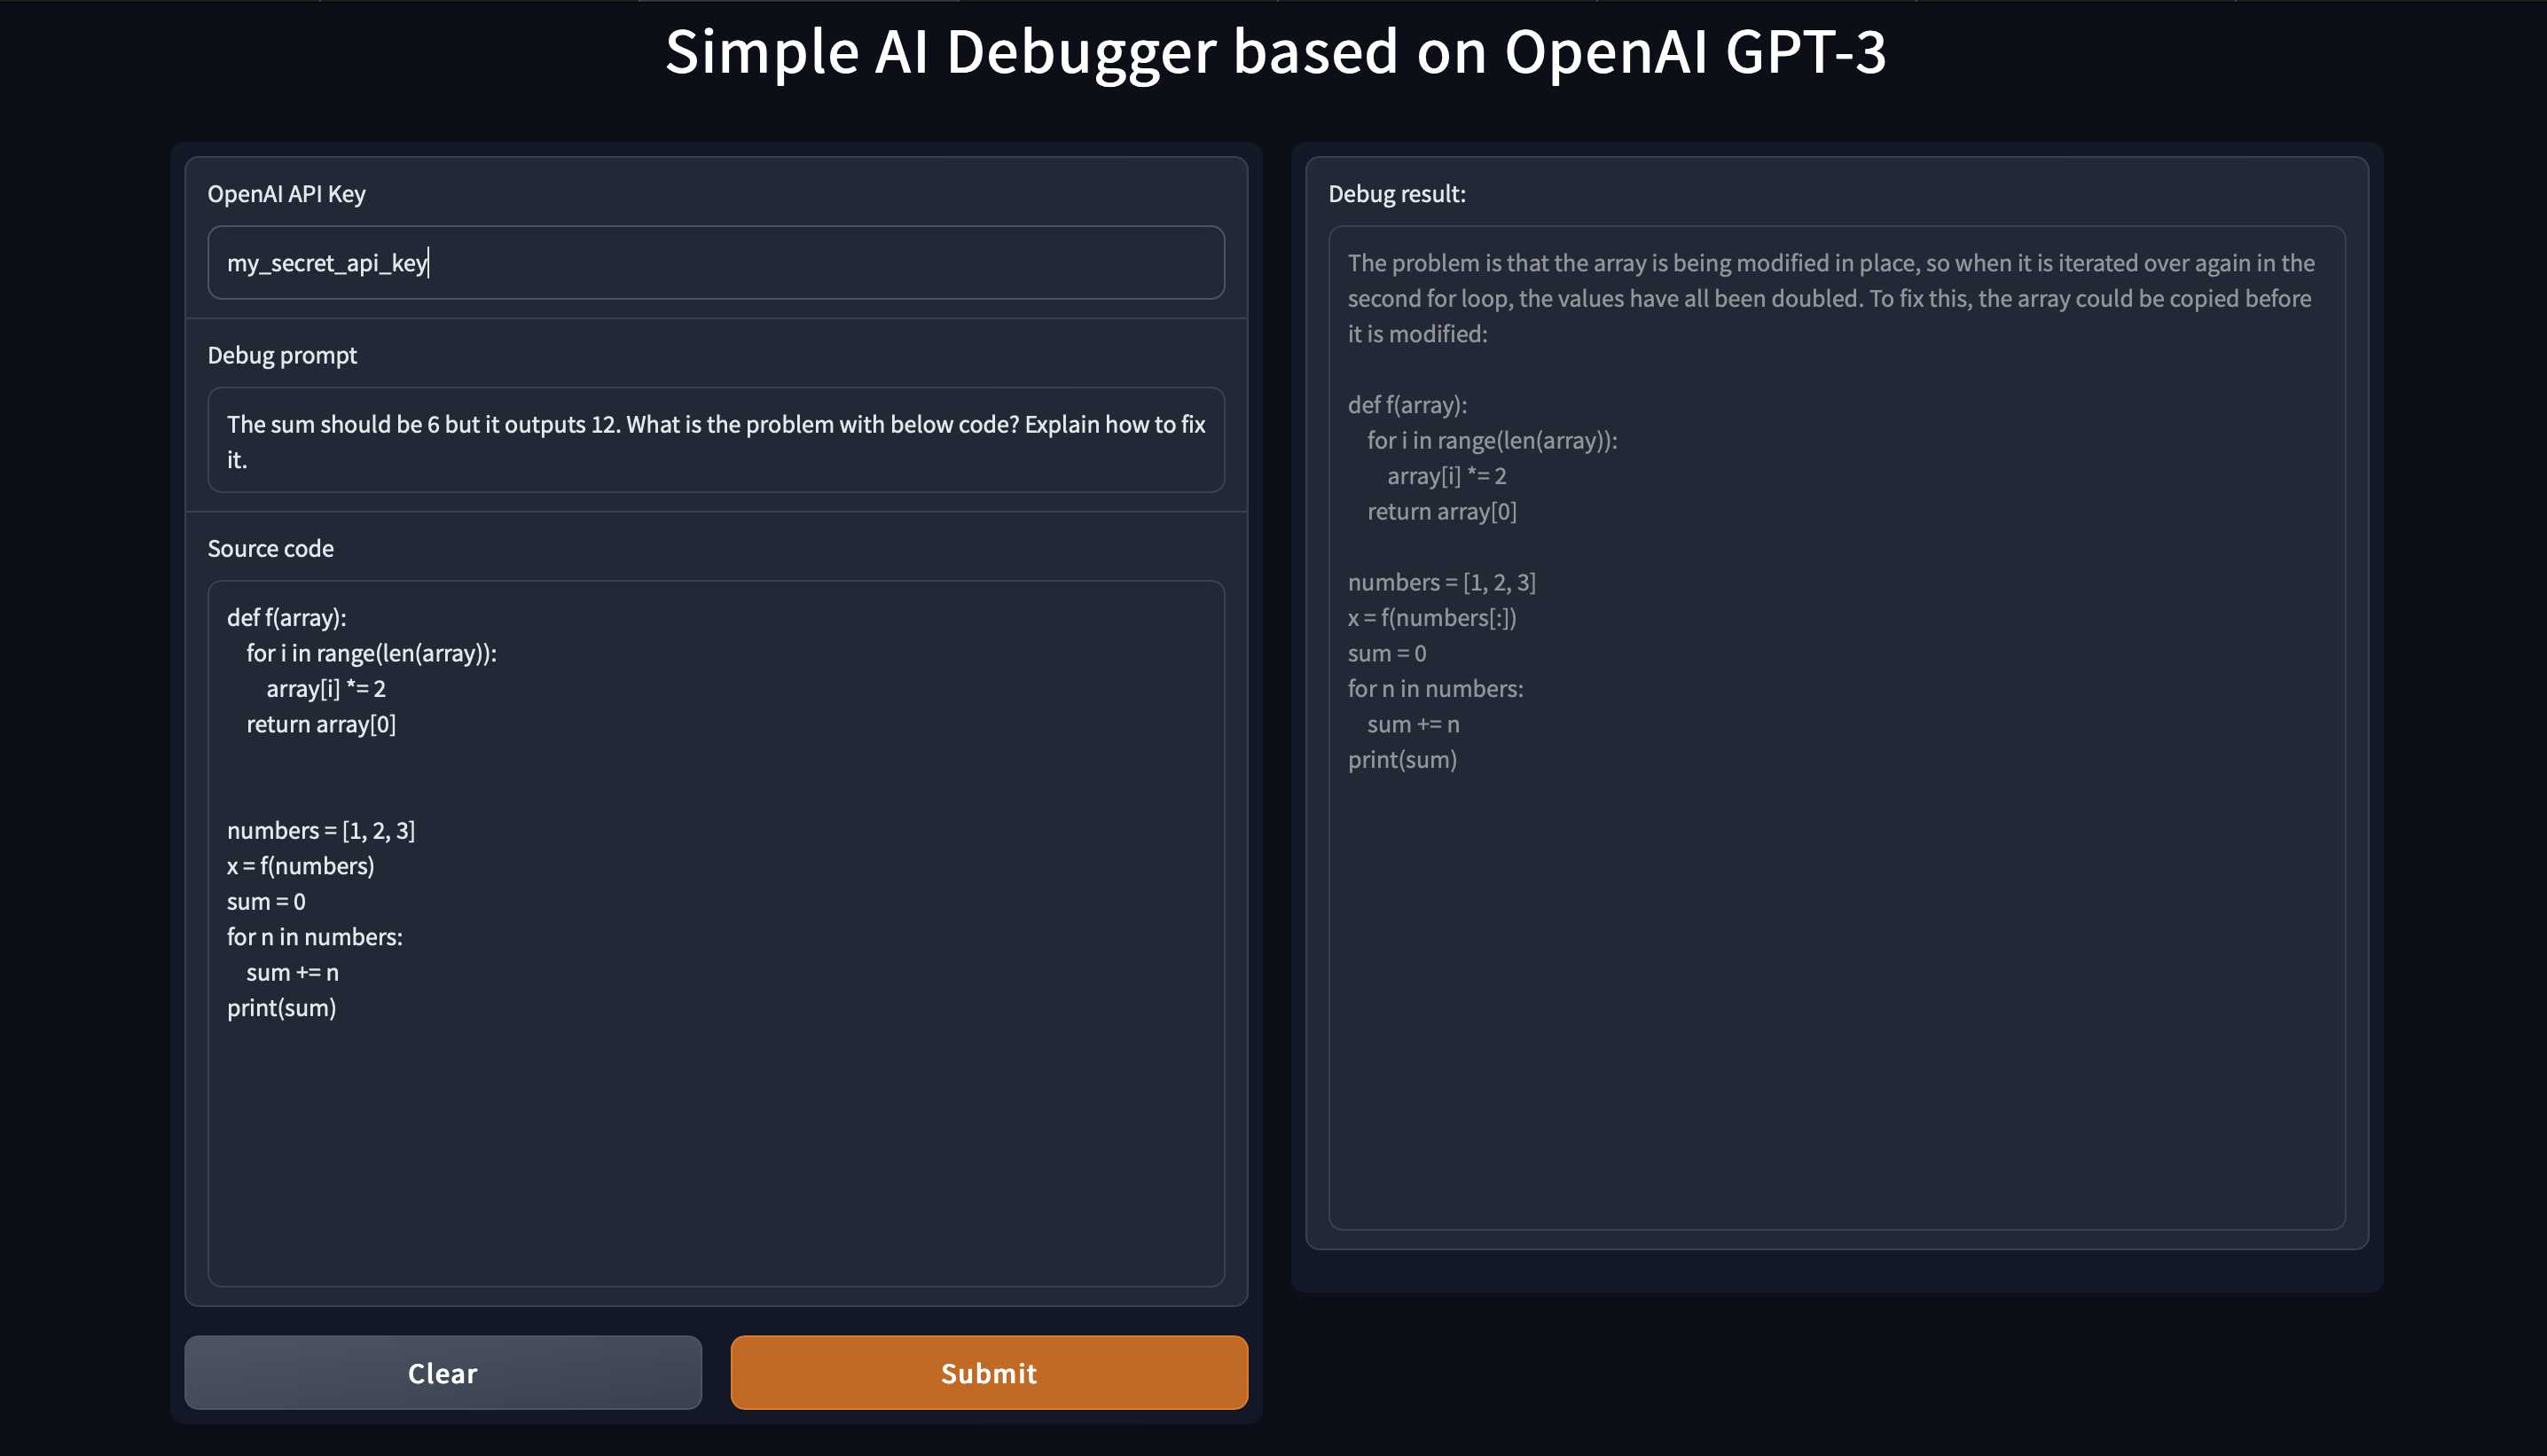 Simple AI Debugger based on OpenAI GPT-3
OpenAI API Key
my_secret_api_key
Debug prompt
The sum should be 6 but it outputs 12. What is the problem with below code? Explain how to fix
it.
Source code
def f(array):
    for i in range(len(array)):
        array[i] *= 2
    return array[0]
numbers = [1, 2, 3]
x = f(numbers)
sum = 0
for n in numbers:
    sum += n
print(sum)
Clear
Submit
Debug result:
The problem is that the array is being modified in place, so when it is iterated over again in the
second for loop, the values have all been doubled. To fix this, the array could be copied before
it is modified:
def f(array):
    for i in range(len(array)):
        array[i] *= 2
    return array[0]
numbers = [1, 2, 3]
x = f(numbers[:])
sum = 0
for n in numbers:
    sum += n
print(sum)